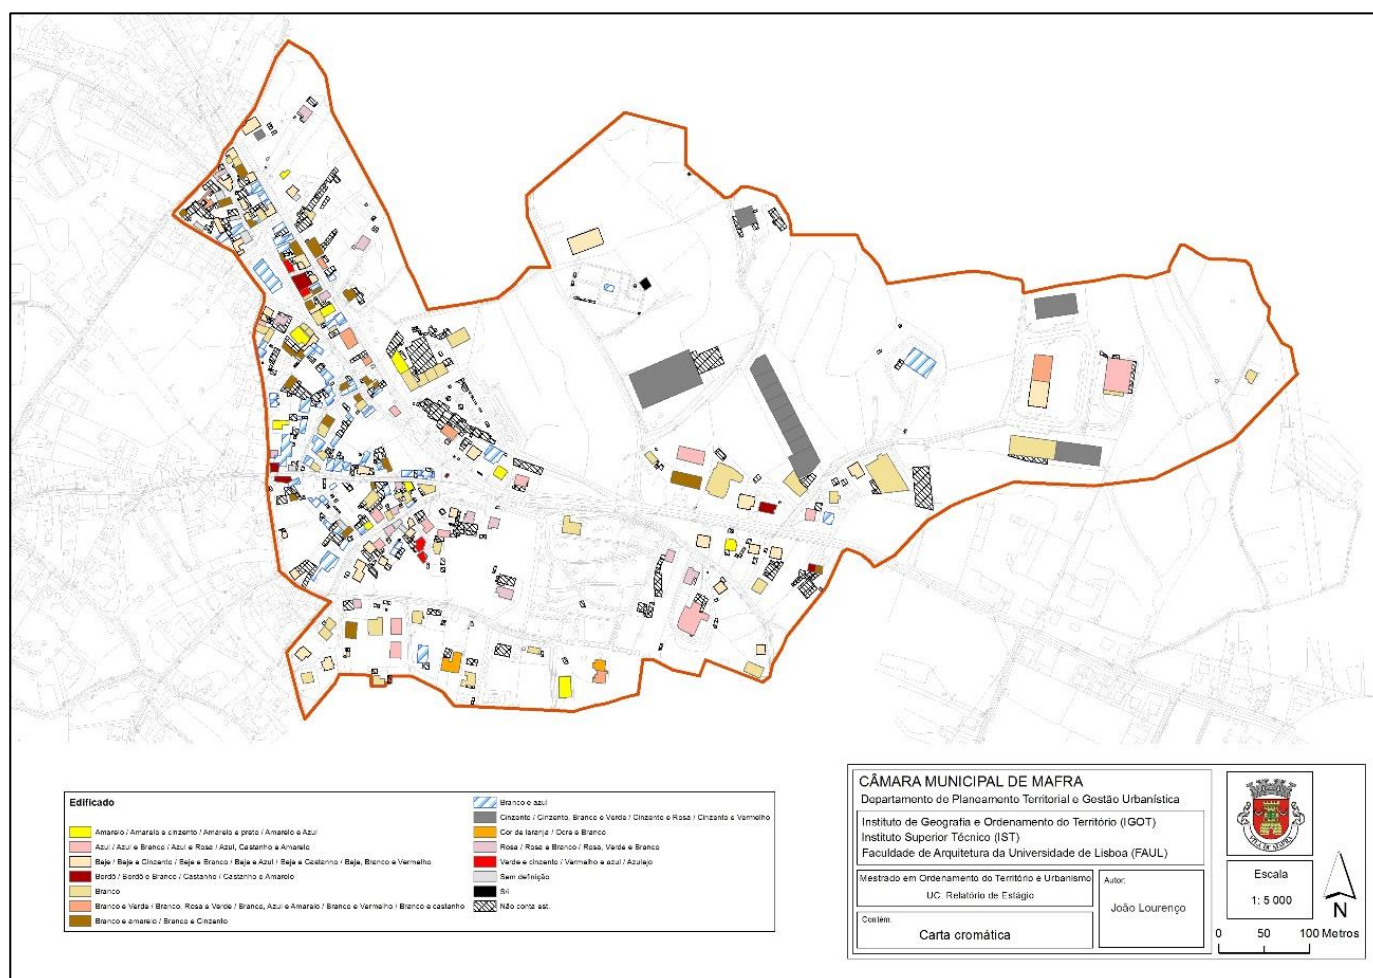 Edificado
Amarelo / Amarelo e cinzento / Amarelo e preto / Amarelo e Azul
Azul / Azul e Branco / Azul e Rosa / Azul, Castanho e Amarelo
Beje / Beje e Cinzento / Beje e Branco / Beje e Azul / Beje e Castanho / Beje, Branco e Vermelho
Bordô / Bordô e Branco / Castanho / Castanho e Amarelo
Branco
Branco e Verde / Branco, Rosa e Verde / Branco, Azul e Amarelo / Branco e Vermelho / Branco e castanho
Branco e amarelo / Branco e Cinzento
Branco e azul
Cinzento / Cinzento, Branco e Verde / Cinzento e Rosa / Cinzento e Vermelho
Cor de laranja / Ocre e Branco
Rosa / Rosa e Branco / Rosa, Verde e Branco
Verde e cinzento / Vermelho e azul / Azulejo
Sem definição
S/i
Não conta est.
CÂMARA MUNICIPAL DE MAFRA
Departamento de Planeamento Territorial e Gestão Urbanística
Instituto de Geografia e Ordenamento do Território (IGOT)
Instituto Superior Técnico (IST)
Faculdade de Arquitetura da Universidade de Lisboa (FAUL)
Mestrado em Ordenamento do Território e Urbanismo
UC: Relatório de Estágio
Contém:
Carta cromática
Autor:
João Lourenço
VILA DE MAFRA
Escala
1: 5 000
N
0 50 100 Metros